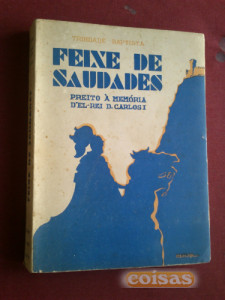 FEIXE DE
SAUDADES
PREITO À MEMÓRIA
D'EL-REI D. CARLOS I
coisas